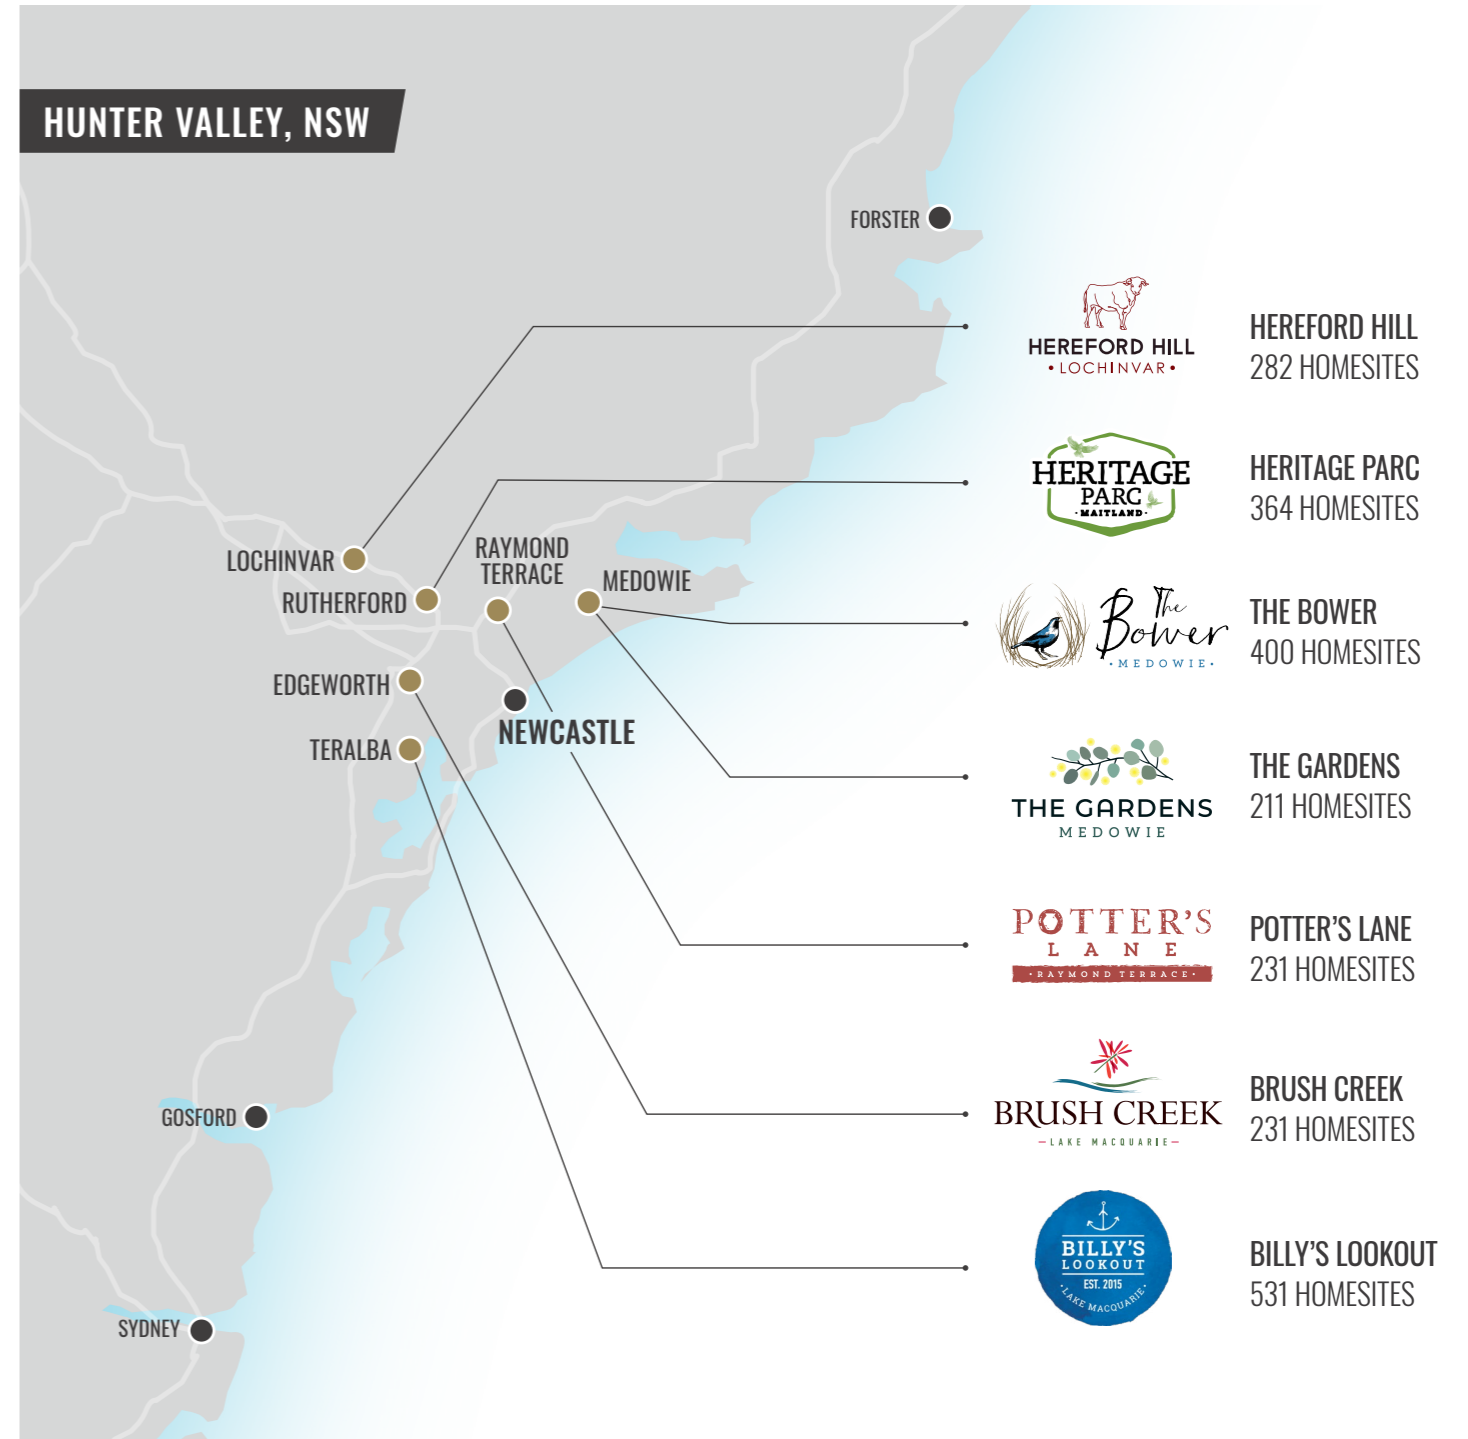 HUNTER VALLEY, NSW
FORSTER
HEREFORD HILL
• LOCHINVAR •
HEREFORD HILL
282 HOMESITES
HERITAGE
PARC
· MAITLAND ·
HERITAGE PARC
364 HOMESITES
LOCHINVAR
RAYMOND
TERRACE
MEDOWIE
RUTHERFORD
The
Bower
· MEDOWIE ·
THE BOWER
400 HOMESITES
EDGEWORTH
NEWCASTLE
TERALBA
THE GARDENS
MEDOWIE
THE GARDENS
211 HOMESITES
POTTER'S
LANE
· RAYMOND TERRACE ·
POTTER'S LANE
231 HOMESITES
GOSFORD
BRUSH CREEK
– LAKE MACQUARIE –
BRUSH CREEK
231 HOMESITES
BILLY'S
LOOKOUT
EST. 2015
· LAKE MACQUARIE ·
BILLY'S LOOKOUT
531 HOMESITES
SYDNEY